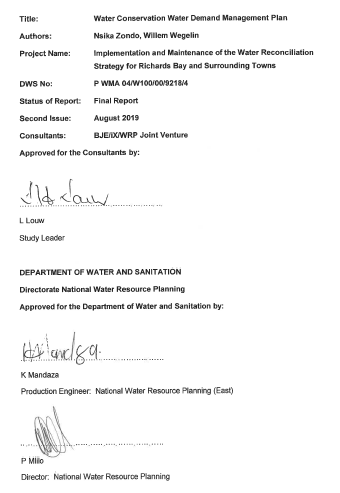 Title: Water Conservation Water Demand Management Plan
Authors: Nsika Zondo, Willem Wegelin
Project Name: Implementation and Maintenance of the Water Reconciliation
Strategy for Richards Bay and Surrounding Towns
DWS No: P WMA 04/W100/00/9218/4
Status of Report: Final Report
Second Issue: August 2019
Consultants: BJE/iX/WRP Joint Venture
Approved for the Consultants by:
L Louw
Study Leader
DEPARTMENT OF WATER AND SANITATION
Directorate National Water Resource Planning
Approved for the Department of Water and Sanitation by:
K Mandaza
Production Engineer: National Water Resource Planning (East)
P Mlilo
Director: National Water Resource Planning